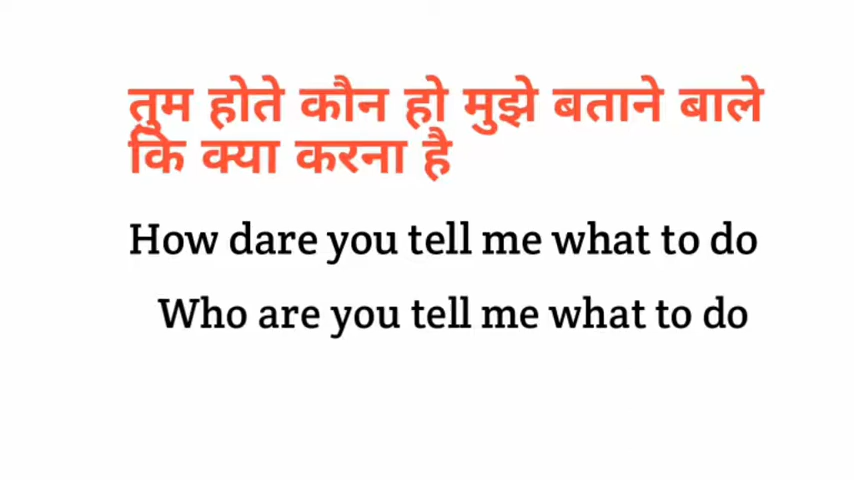 तुम होते कौन हो मुझे बताने बाले
कि क्या करना है
How dare you tell me what to do
Who are you tell me what to do